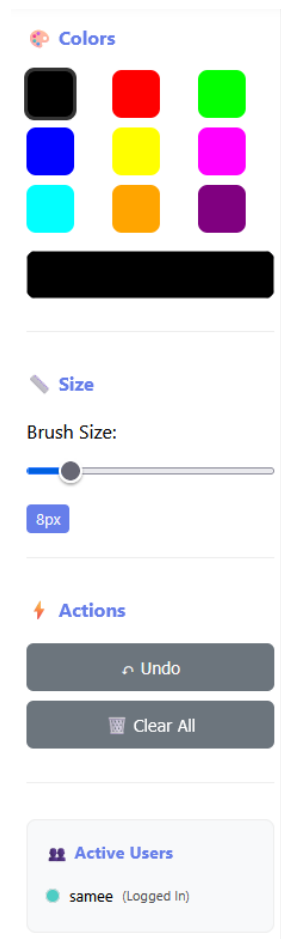 Colors
Size
Brush Size:
8px
Actions
Undo
Clear All
Active Users
samee (Logged In)